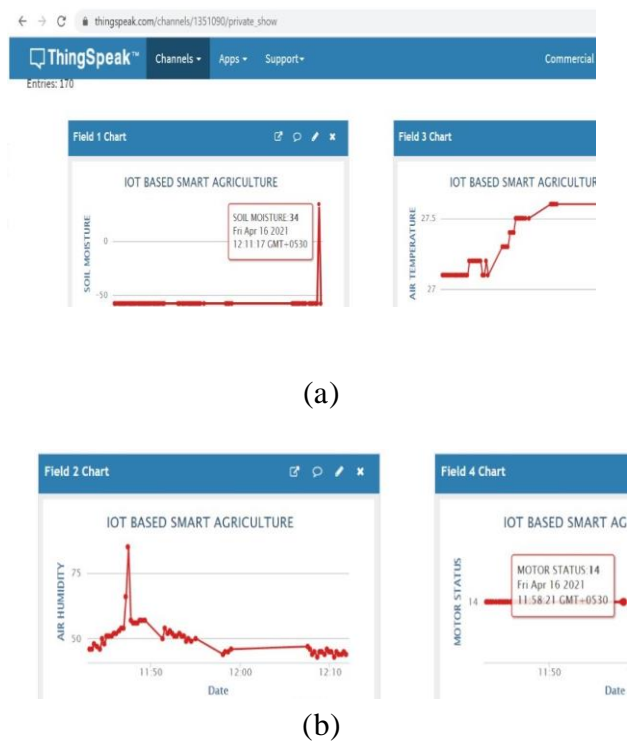 thingspeak.com/channels/1351090/private_show
ThingSpeak™ Channels Apps Support Commercial
Entries: 170
Field 1 Chart
IOT BASED SMART AGRICULTURE
SOIL MOISTURE
0
-50
SOIL MOISTURE:34
Fri Apr 16 2021
12:11:17 GMT+0530
Field 3 Chart
IOT BASED SMART AGRICULTUR
AIR TEMPERATURE
27.5
27
(a)
Field 2 Chart
IOT BASED SMART AGRICULTURE
AIR HUMIDITY
75
50
11:50 12:00 12:10
Date
Field 4 Chart
IOT BASED SMART AG
MOTOR STATUS
14
MOTOR STATUS:14
Fri Apr 16 2021
11:58:21 GMT+0530
11:50
Date
(b)